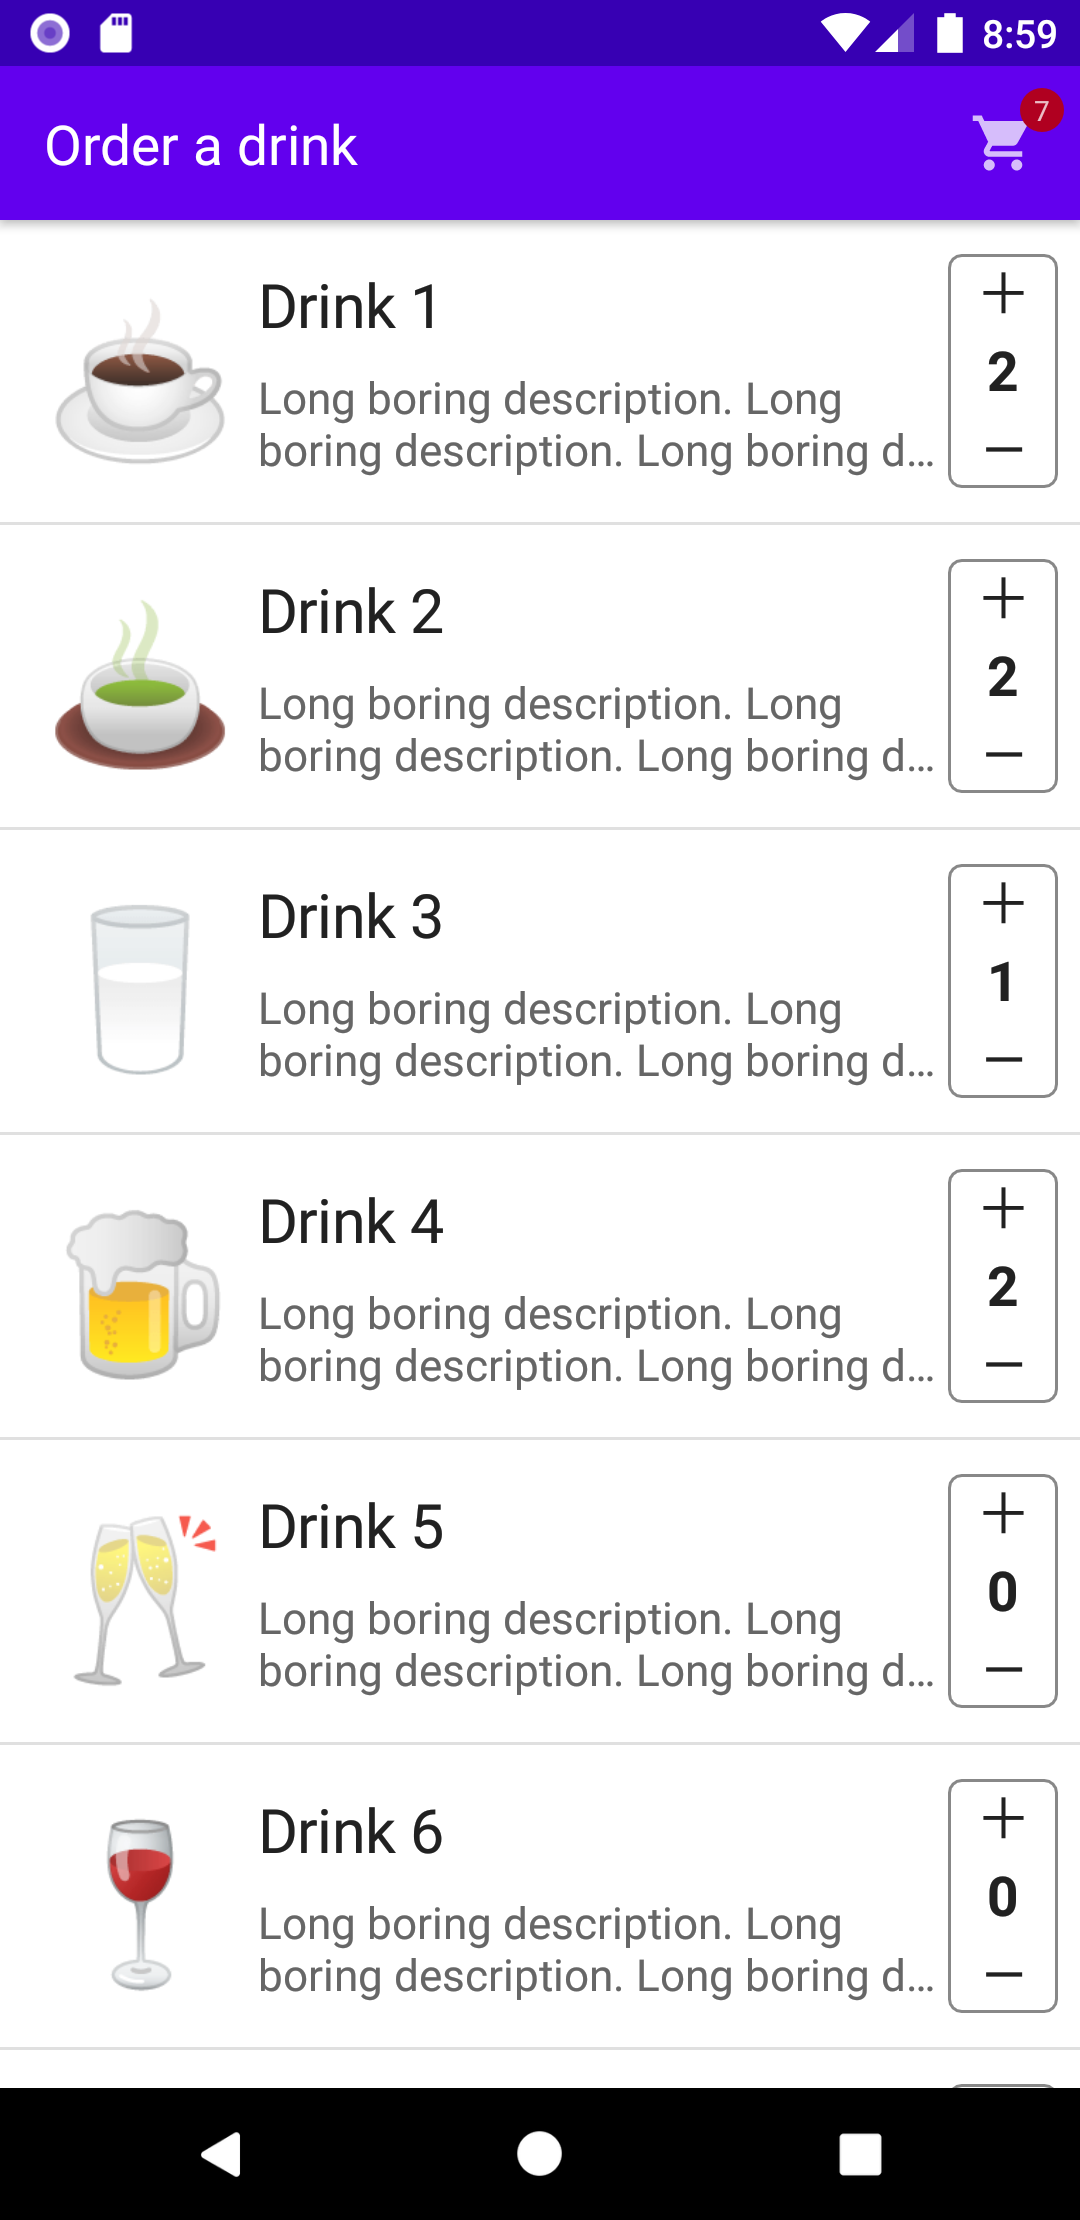 8:59
Order a drink
7
Drink 1
Long boring description. Long
boring description. Long boring d...
+
2
−
Drink 2
Long boring description. Long
boring description. Long boring d...
+
2
−
Drink 3
Long boring description. Long
boring description. Long boring d...
+
1
−
Drink 4
Long boring description. Long
boring description. Long boring d...
+
2
−
Drink 5
Long boring description. Long
boring description. Long boring d...
+
0
−
Drink 6
Long boring description. Long
boring description. Long boring d...
+
0
−